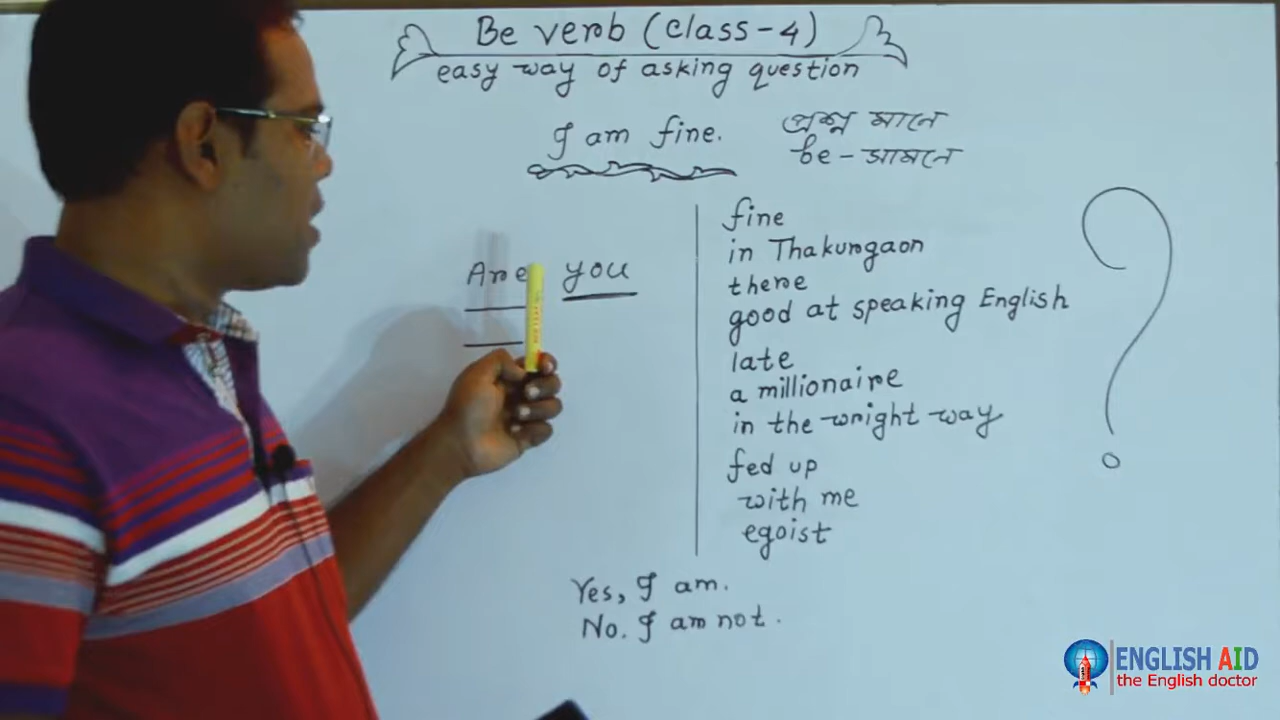 Be verb (class-4)
easy way of asking question
I am fine.
প্রশ্ন মানে
be - সামনে
Are you
fine
in Thakurgaon
there
good at speaking English
late
a millionaire
in the wright way
fed up
with me
egoist
?
Yes, I am.
No. I am not.
ENGLISH AID
the English doctor